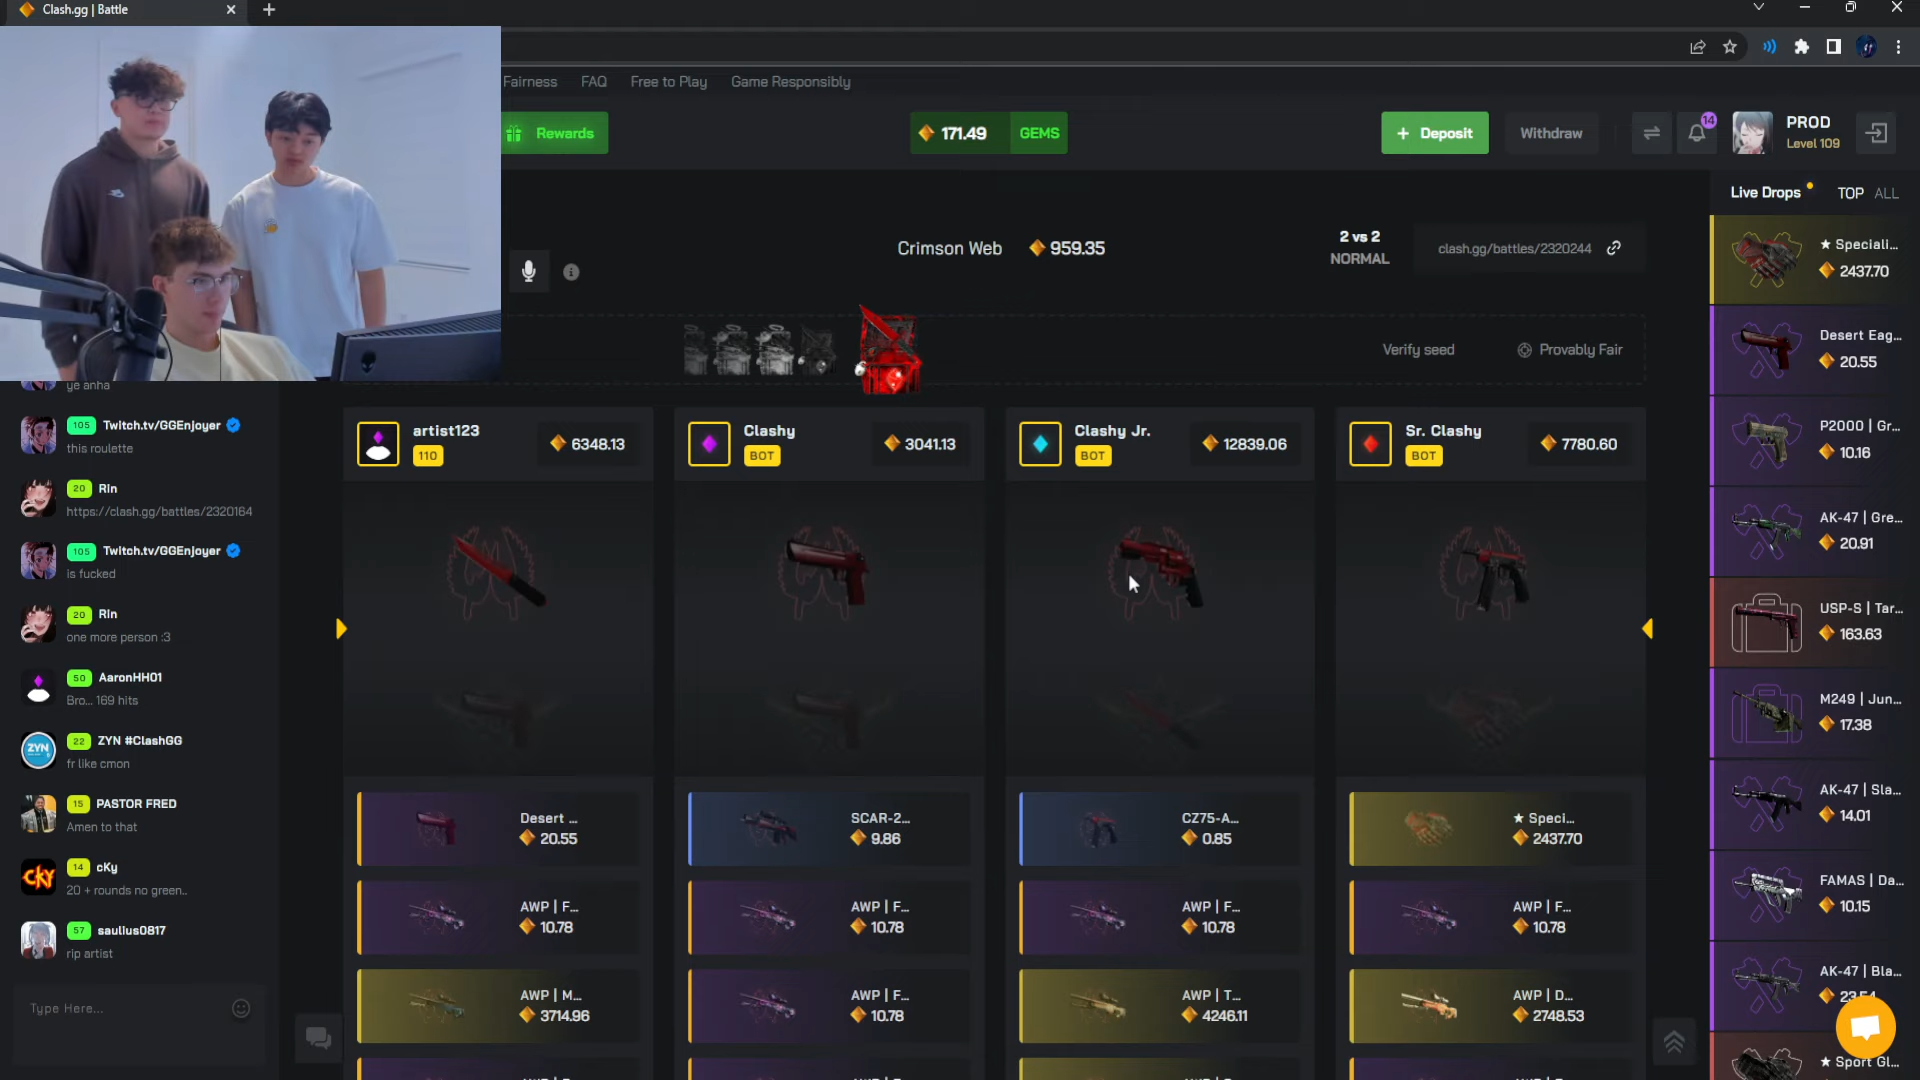 Clash.gg | Battle
Fairness
FAQ
Free to Play
Game Responsibly
Rewards
171.49
GEMS
+ Deposit
Withdraw
14
PROD
Level 109
Live Drops
TOP
ALL
Crimson Web
959.35
2 vs 2
NORMAL
clash.gg/battles/2320244
Verify seed
Provably Fair
ye anha
105 Twitch.tv/GGEnjoyer
this roulette
20 Rin
https://clash.gg/battles/2320164
105 Twitch.tv/GGEnjoyer
is fucked
20 Rin
one more person :3
50 AaronHH01
Bro... 169 hits
ZYN
22 ZYN #ClashGG
fr like cmon
15 PASTOR FRED
Amen to that
CKY
14 cKy
20 + rounds no green..
57 saulius0817
rip artist
Type Here...
artist123
110
6348.13
Clashy
BOT
3041.13
Clashy Jr.
BOT
12839.06
Sr. Clashy
BOT
7780.60
Desert ...
20.55
SCAR-2...
9.86
CZ75-A...
0.85
★ Speci...
2437.70
AWP | F...
10.78
AWP | F...
10.78
AWP | F...
10.78
AWP | F...
10.78
AWP | M...
3714.96
AWP | F...
10.78
AWP | T...
4246.11
AWP | D...
2748.53
★ Speciali...
2437.70
Desert Eag...
20.55
P2000 | Gr...
10.16
AK-47 | Gre...
20.91
USP-S | Tar...
163.63
M249 | Jun...
17.38
AK-47 | Sla...
14.01
FAMAS | Da...
10.15
AK-47 | Bla...
★ Sport Gl...